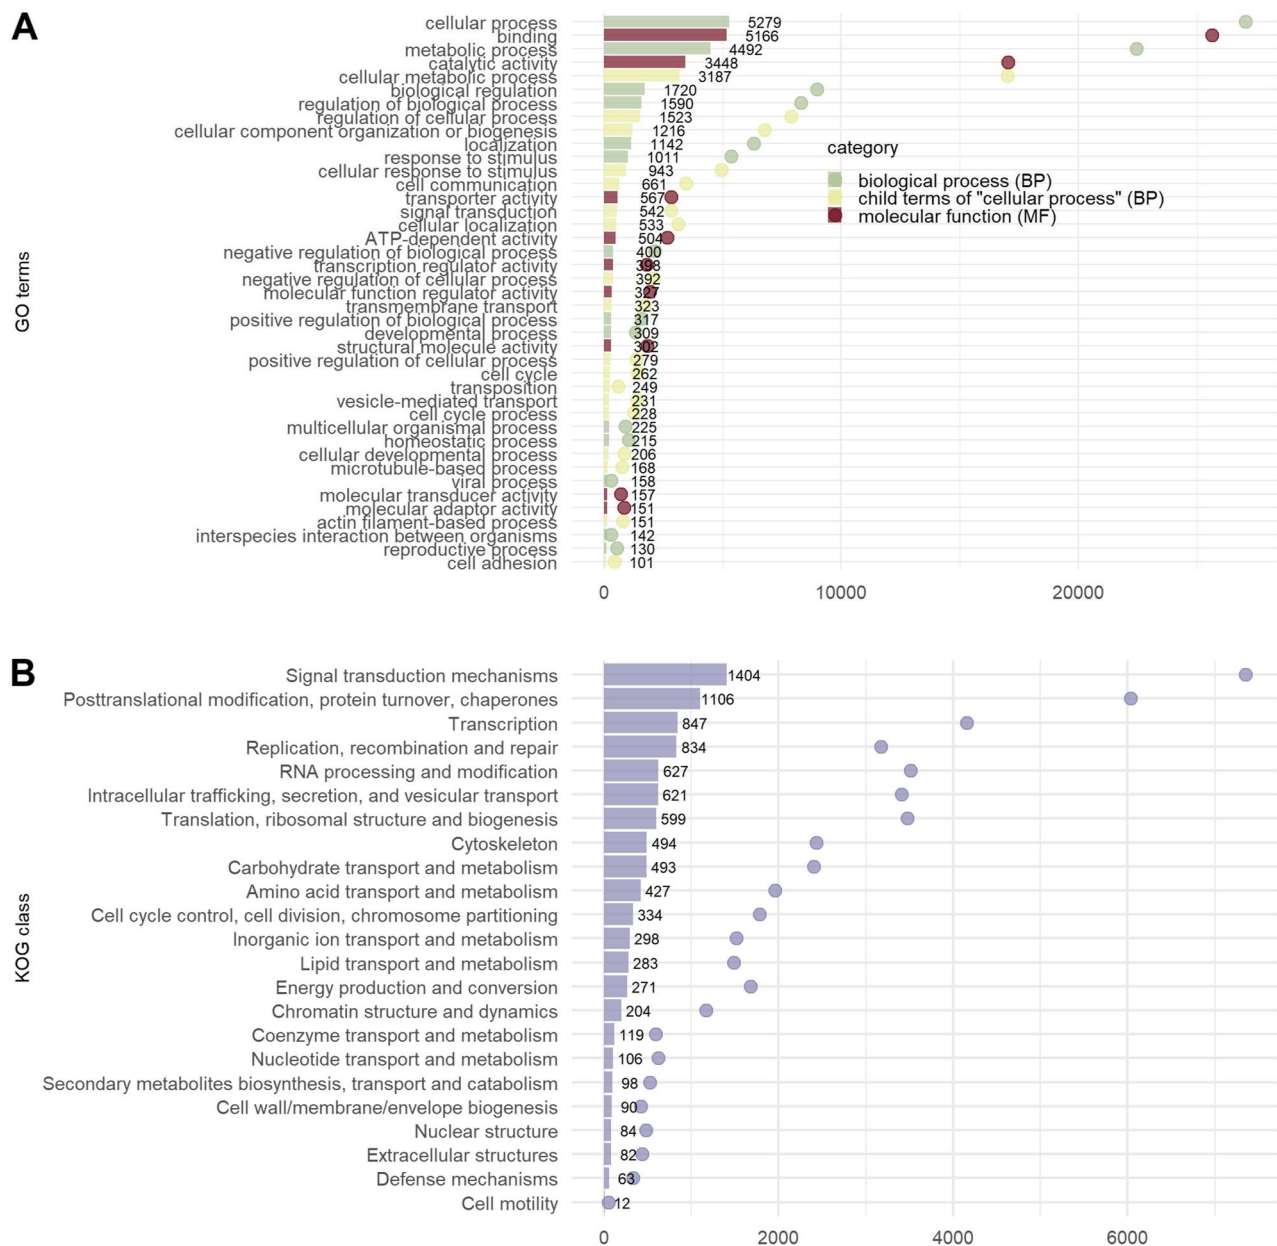 A
cellular process 5279
binding 5166
metabolic process 4492
catalytic activity 3448
cellular metabolic process 3187
biological regulation 1720
regulation of biological process 1590
regulation of cellular process 1523
cellular component organization or biogenesis 1216
localization 1142
category
response to stimulus 1011
cellular response to stimulus 943
biological process (BP)
cell communication 661
child terms of "cellular process" (BP)
transporter activity 567
molecular function (MF)
signal transduction 542
cellular localization 533
ATP-dependent activity 504
negative regulation of biological process 400
transcription regulator activity 398
negative regulation of cellular process 392
molecular function regulator activity 327
transmembrane transport 323
positive regulation of biological process 317
developmental process 309
structural molecule activity 302
positive regulation of cellular process 279
cell cycle 262
transposition 249
vesicle-mediated transport 231
cell cycle process 228
multicellular organismal process 225
homeostatic process 215
cellular developmental process 206
microtubule-based process 168
viral process 158
molecular transducer activity 157
molecular adaptor activity 151
actin filament-based process 151
interspecies interaction between organisms 142
reproductive process 130
cell adhesion 101
GO terms
0 10000 20000
B
Signal transduction mechanisms 1404
Posttranslational modification, protein turnover, chaperones 1106
Transcription 847
Replication, recombination and repair 834
RNA processing and modification 627
Intracellular trafficking, secretion, and vesicular transport 621
Translation, ribosomal structure and biogenesis 599
Cytoskeleton 494
Carbohydrate transport and metabolism 493
Amino acid transport and metabolism 427
Cell cycle control, cell division, chromosome partitioning 334
Inorganic ion transport and metabolism 298
Lipid transport and metabolism 283
Energy production and conversion 271
Chromatin structure and dynamics 204
Coenzyme transport and metabolism 119
Nucleotide transport and metabolism 106
Secondary metabolites biosynthesis, transport and catabolism 98
Cell wall/membrane/envelope biogenesis 90
Nuclear structure 84
Extracellular structures 82
Defense mechanisms 63
Cell motility 12
KOG class
0 2000 4000 6000